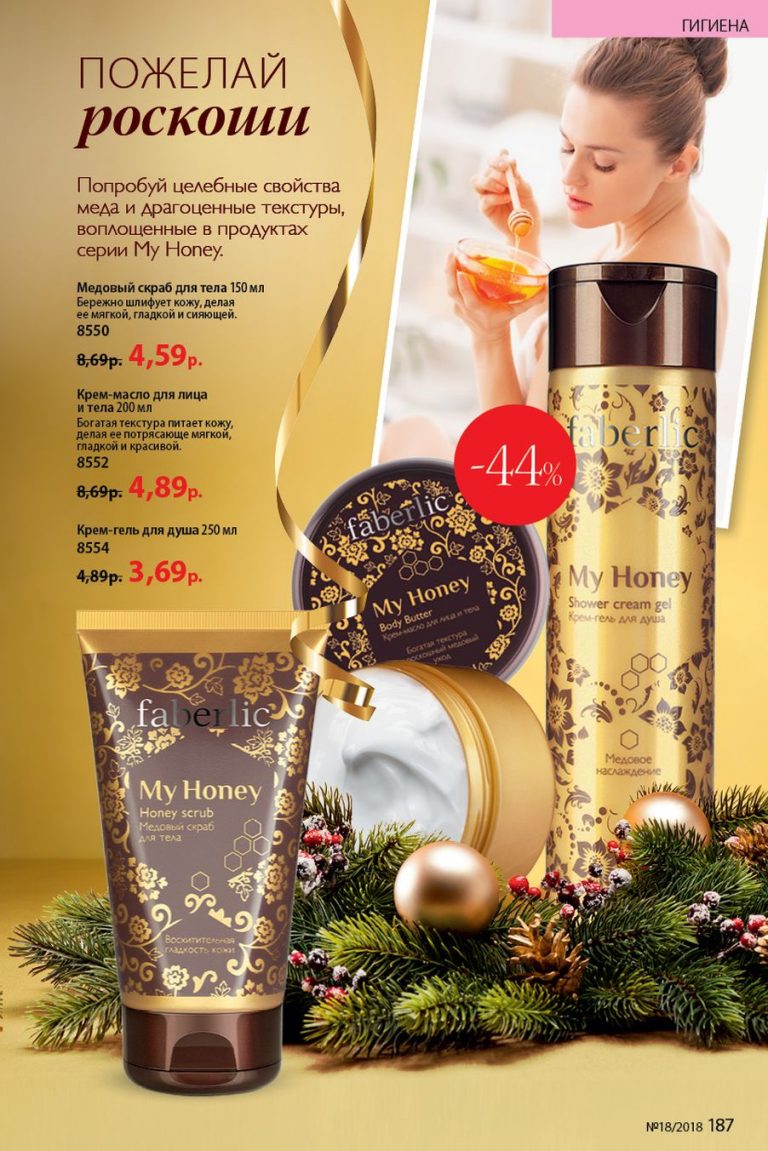 ГИГИЕНА
ПОЖЕЛАЙ
роскоши
Попробуй целебные свойства
меда и драгоценные текстуры,
воплощенные в продуктах
серии My Honey.
Медовый скраб для тела 150 мл
Бережно шлифует кожу, делая
ее мягкой, гладкой и сияющей.
8550
8,69р. 4,59р.
Крем-масло для лица
и тела 200 мл
Богатая текстура питает кожу,
делая ее потрясающе мягкой,
гладкой и красивой.
8552
8,69р. 4,89р.
Крем-гель для душа 250 мл
8554
4,89р. 3,69р.
-44%
faberlic
My Honey
Body Butter
Крем-масло для лица и тела
Богатая текстура
роскошный медовый
уход
faberlic
My Honey
Shower cream gel
Крем-гель для душа
Медовое
наслаждение
faberlic
My Honey
Honey scrub
Медовый скраб
для тела
Восхитительная
гладкость кожи
№18/2018 187